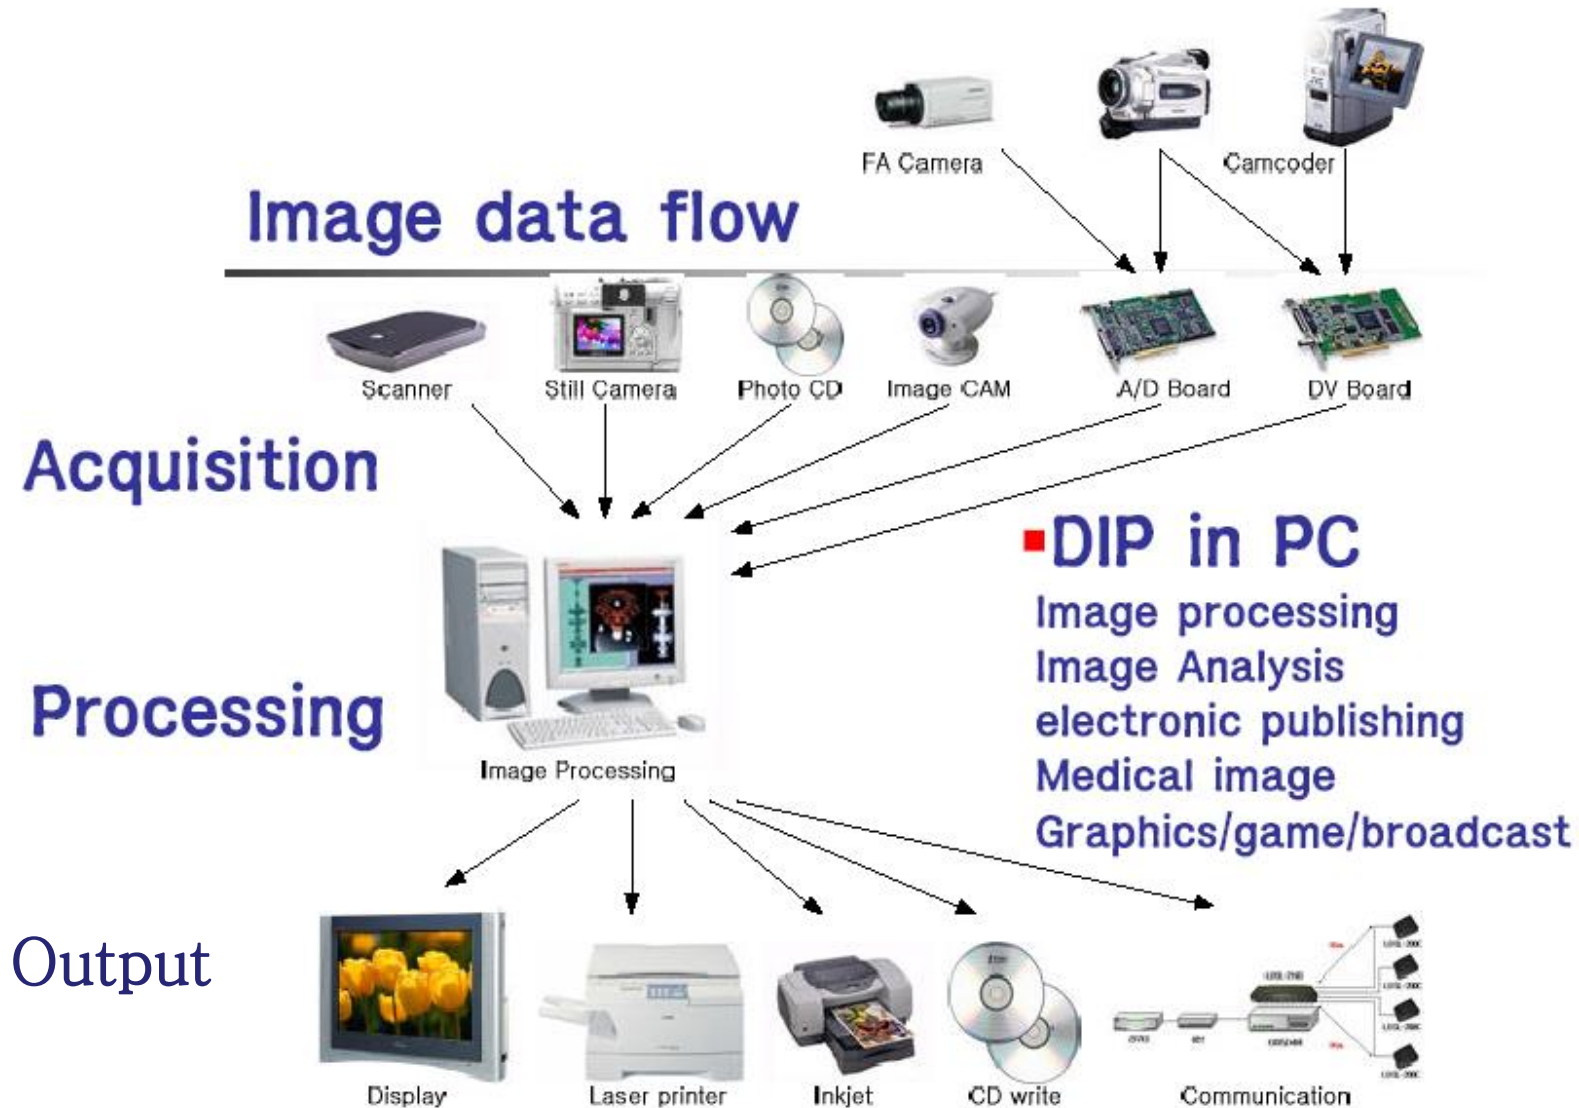 FA Camera
Camcoder
Image data flow
Scanner
Still Camera
Photo CD
Image CAM
A/D Board
DV Board
Acquisition
DIP in PC
Image processing
Image Analysis
electronic publishing
Medical image
Graphics/game/broadcast
Processing
Image Processing
Output
Display
Laser printer
Inkjet
CD write
Communication